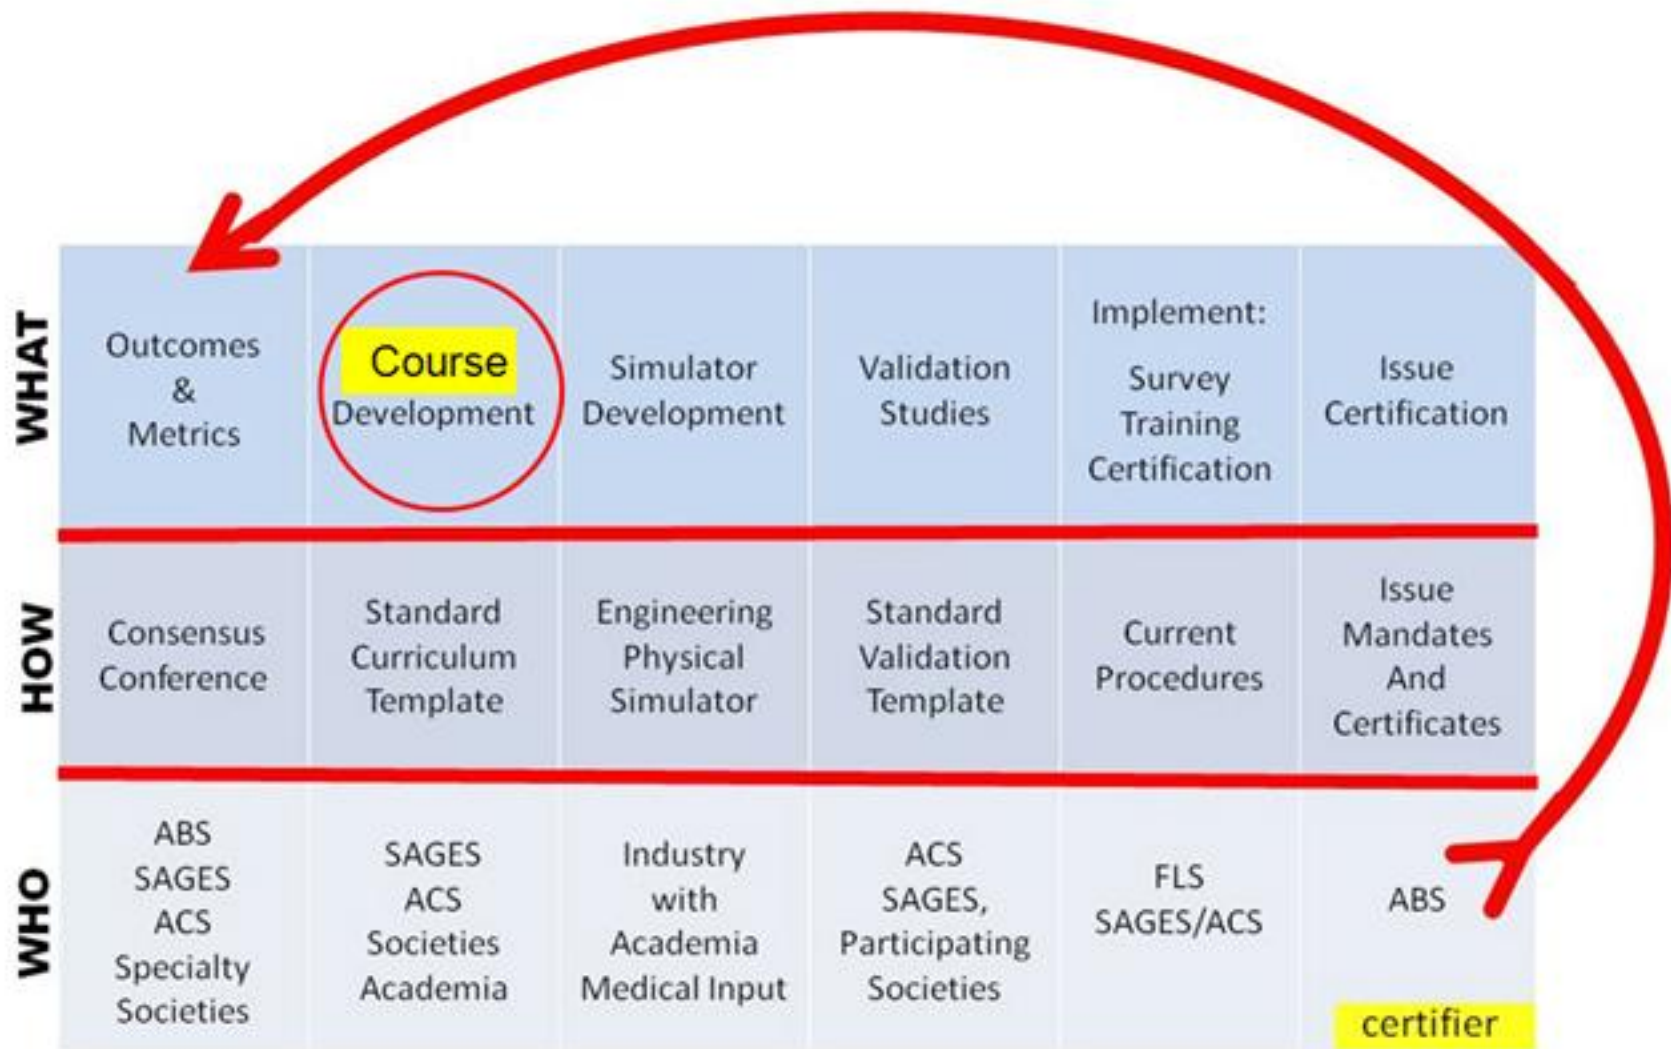 WHAT
Outcomes
&
Metrics
Course
Development
Simulator
Development
Validation
Studies
Implement:
Survey
Training
Certification
Issue
Certification
HOW
Consensus
Conference
Standard
Curriculum
Template
Engineering
Physical
Simulator
Standard
Validation
Template
Current
Procedures
Issue
Mandates
And
Certificates
WHO
ABS
SAGES
ACS
Specialty
Societies
SAGES
ACS
Societies
Academia
Industry
with
Academia
Medical Input
ACS
SAGES,
Participating
Societies
FLS
SAGES/ACS
ABS
certifier